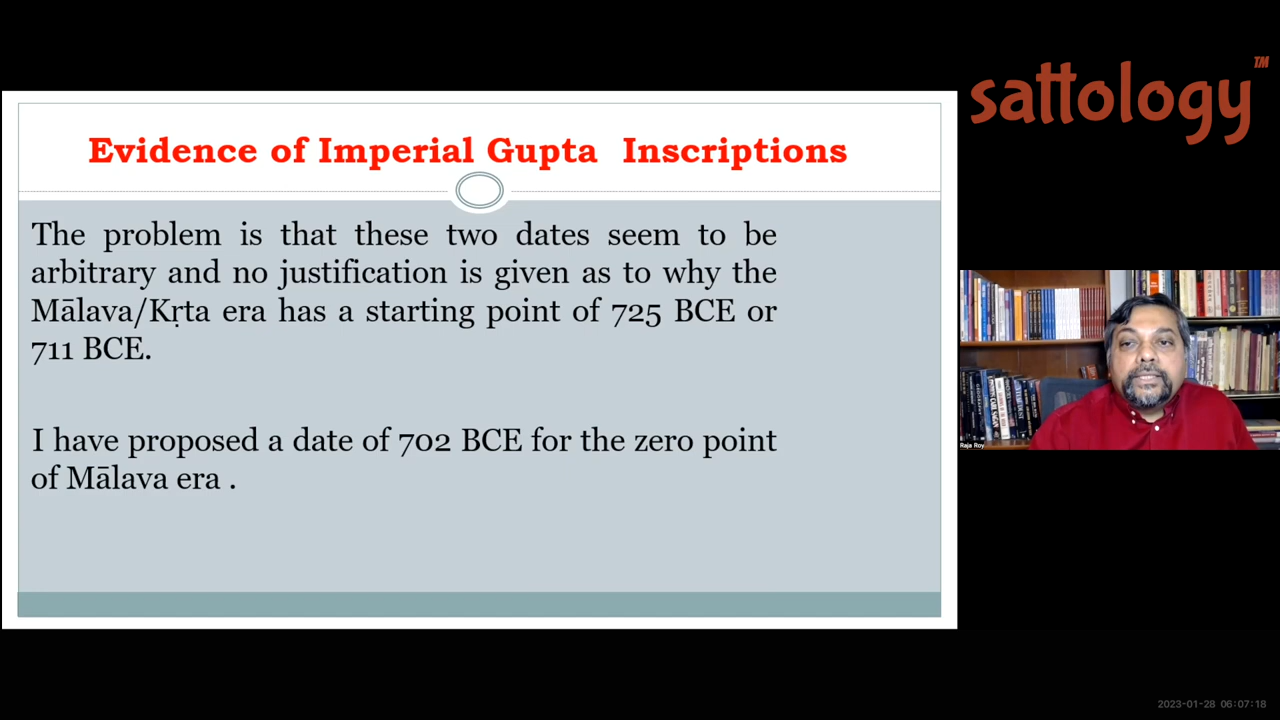 sattology
TM
Evidence of Imperial Gupta Inscriptions
The problem is that these two dates seem to be
arbitrary and no justification is given as to why the
Mālava/Kṛta era has a starting point of 725 BCE or
711 BCE.
I have proposed a date of 702 BCE for the zero point
of Mālava era .
Raja Roy
2023-01-28 06:07:18